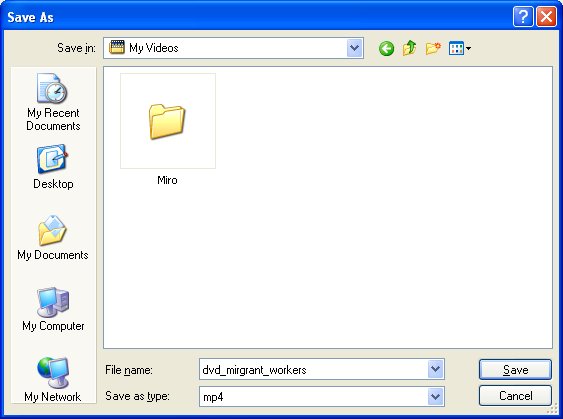 Save As
Save in:
My Videos
My Recent
Documents
Desktop
My Documents
My Computer
My Network
Miro
File name:
dvd_mirgrant_workers
Save
Save as type:
mp4
Cancel